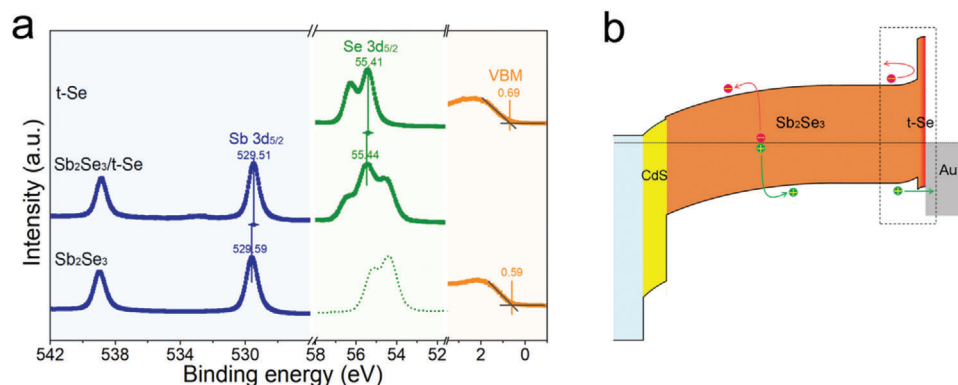 a
Intensity (a.u.)
t-Se
Sb₂Se₃/t-Se
Sb₂Se₃
Sb 3d₅/₂
529.51
529.59
Se 3d₅/₂
55.41
55.44
VBM
0.69
0.59
542 538 534 530 58 56 54 52 2 0
Binding energy (eV)
b
Sb₂Se₃
t-Se
CdS
Au